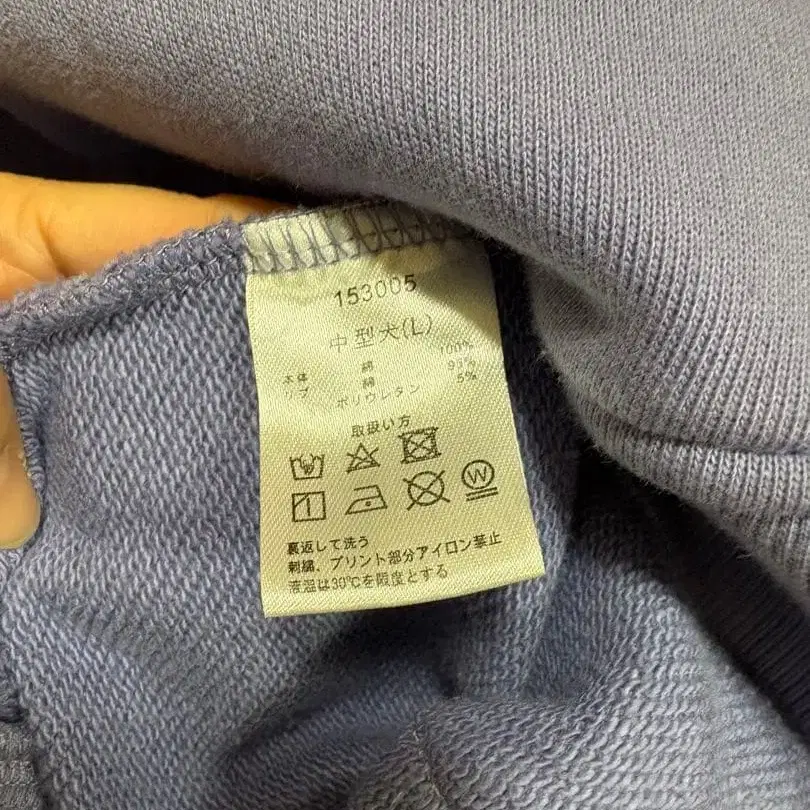 153005
中型犬(L)
本体 綿 100%
リブ 綿 95%
ポリウレタン 5%
取扱い方
W
裏返して洗う
刺繍、プリント部分アイロン禁止
液温は30℃を限度とする